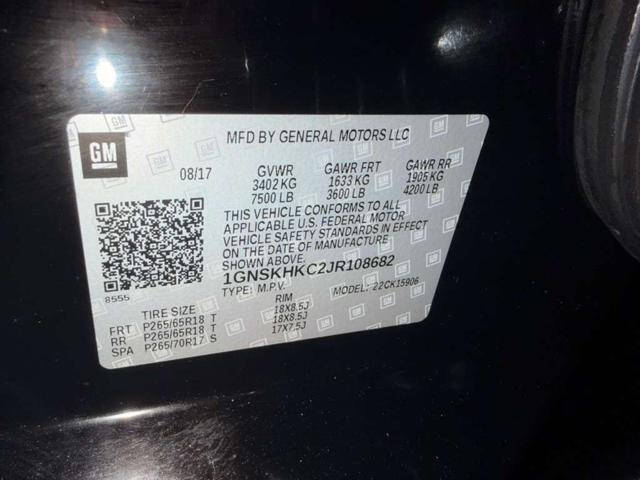 GM
MFD BY GENERAL MOTORS LLC
08/17 GVWR GAWR FRT GAWR RR
3402 KG 1633 KG 1905 KG
7500 LB 3600 LB 4200 LB
THIS VEHICLE CONFORMS TO ALL
APPLICABLE U.S. FEDERAL MOTOR
VEHICLE SAFETY STANDARDS IN EFFECT
ON THE DATE OF MANUFACTURE
1GNSKHKC2JR108682
8555
TYPE: M.P.V. MODEL: 22CK15906
TIRE SIZE RIM
FRT P265/65R18 T 18X8.5J
RR P265/65R18 T 18X8.5J
SPA P265/70R17 S 17X7.5J